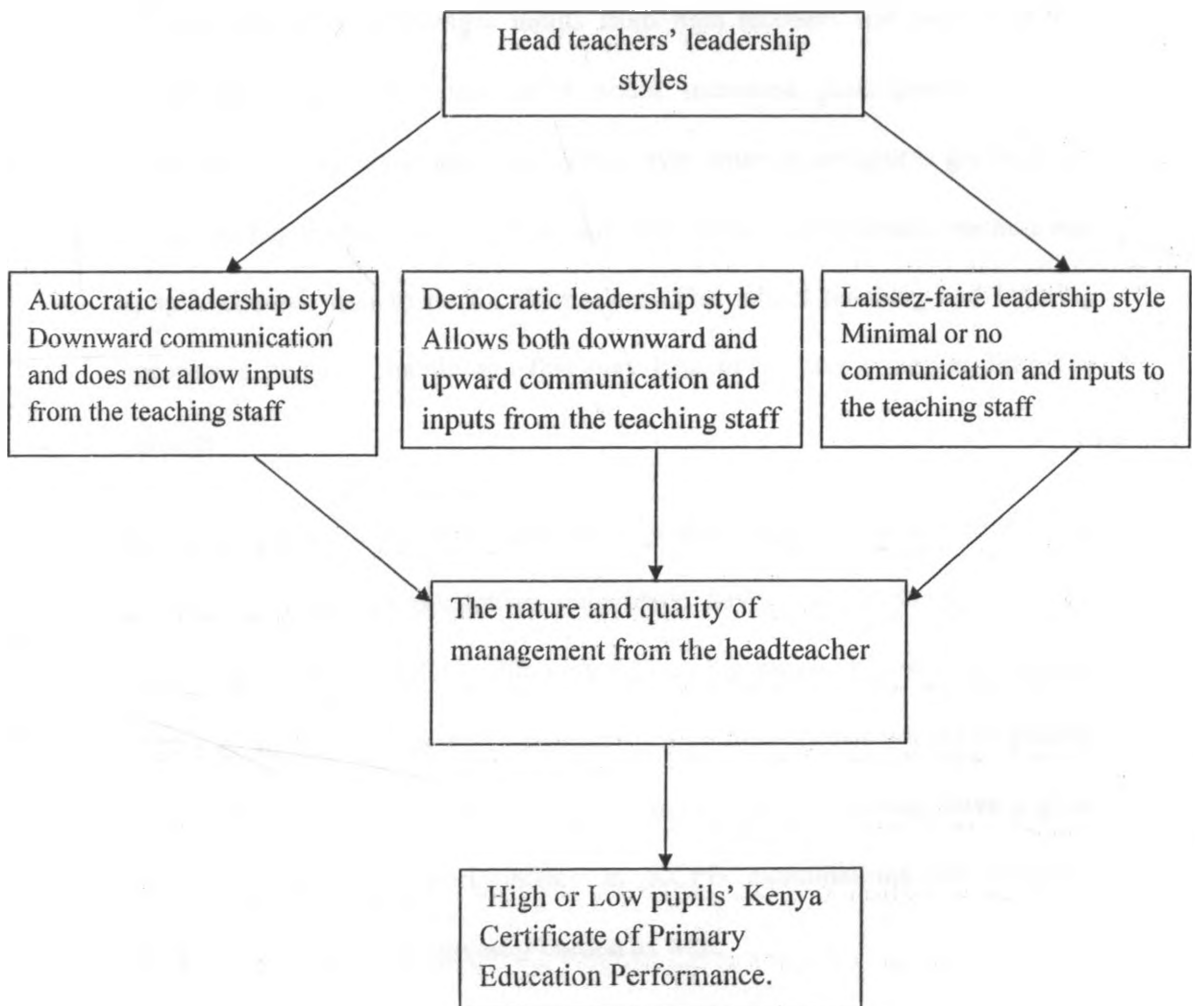 Head teachers’ leadership
styles
Autocratic leadership style
Downward communication
and does not allow inputs
from the teaching staff
Democratic leadership style
Allows both downward and
upward communication and
inputs from the teaching staff
Laissez-faire leadership style
Minimal or no
communication and inputs to
the teaching staff
The nature and quality of
management from the headteacher
High or Low pupils’ Kenya
Certificate of Primary
Education Performance.